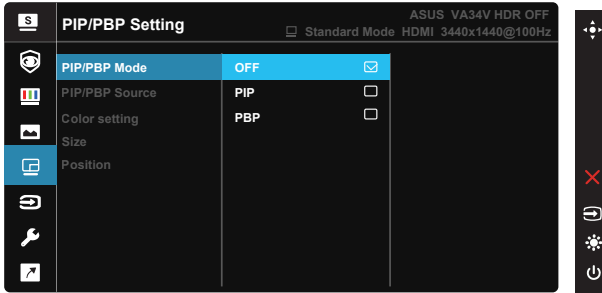 S
PIP/PBP Setting
ASUS VA34V HDR OFF
Standard Mode HDMI 3440x1440@100Hz
PIP/PBP Mode OFF
PIP/PBP Source PIP
Color setting PBP
Size
Position